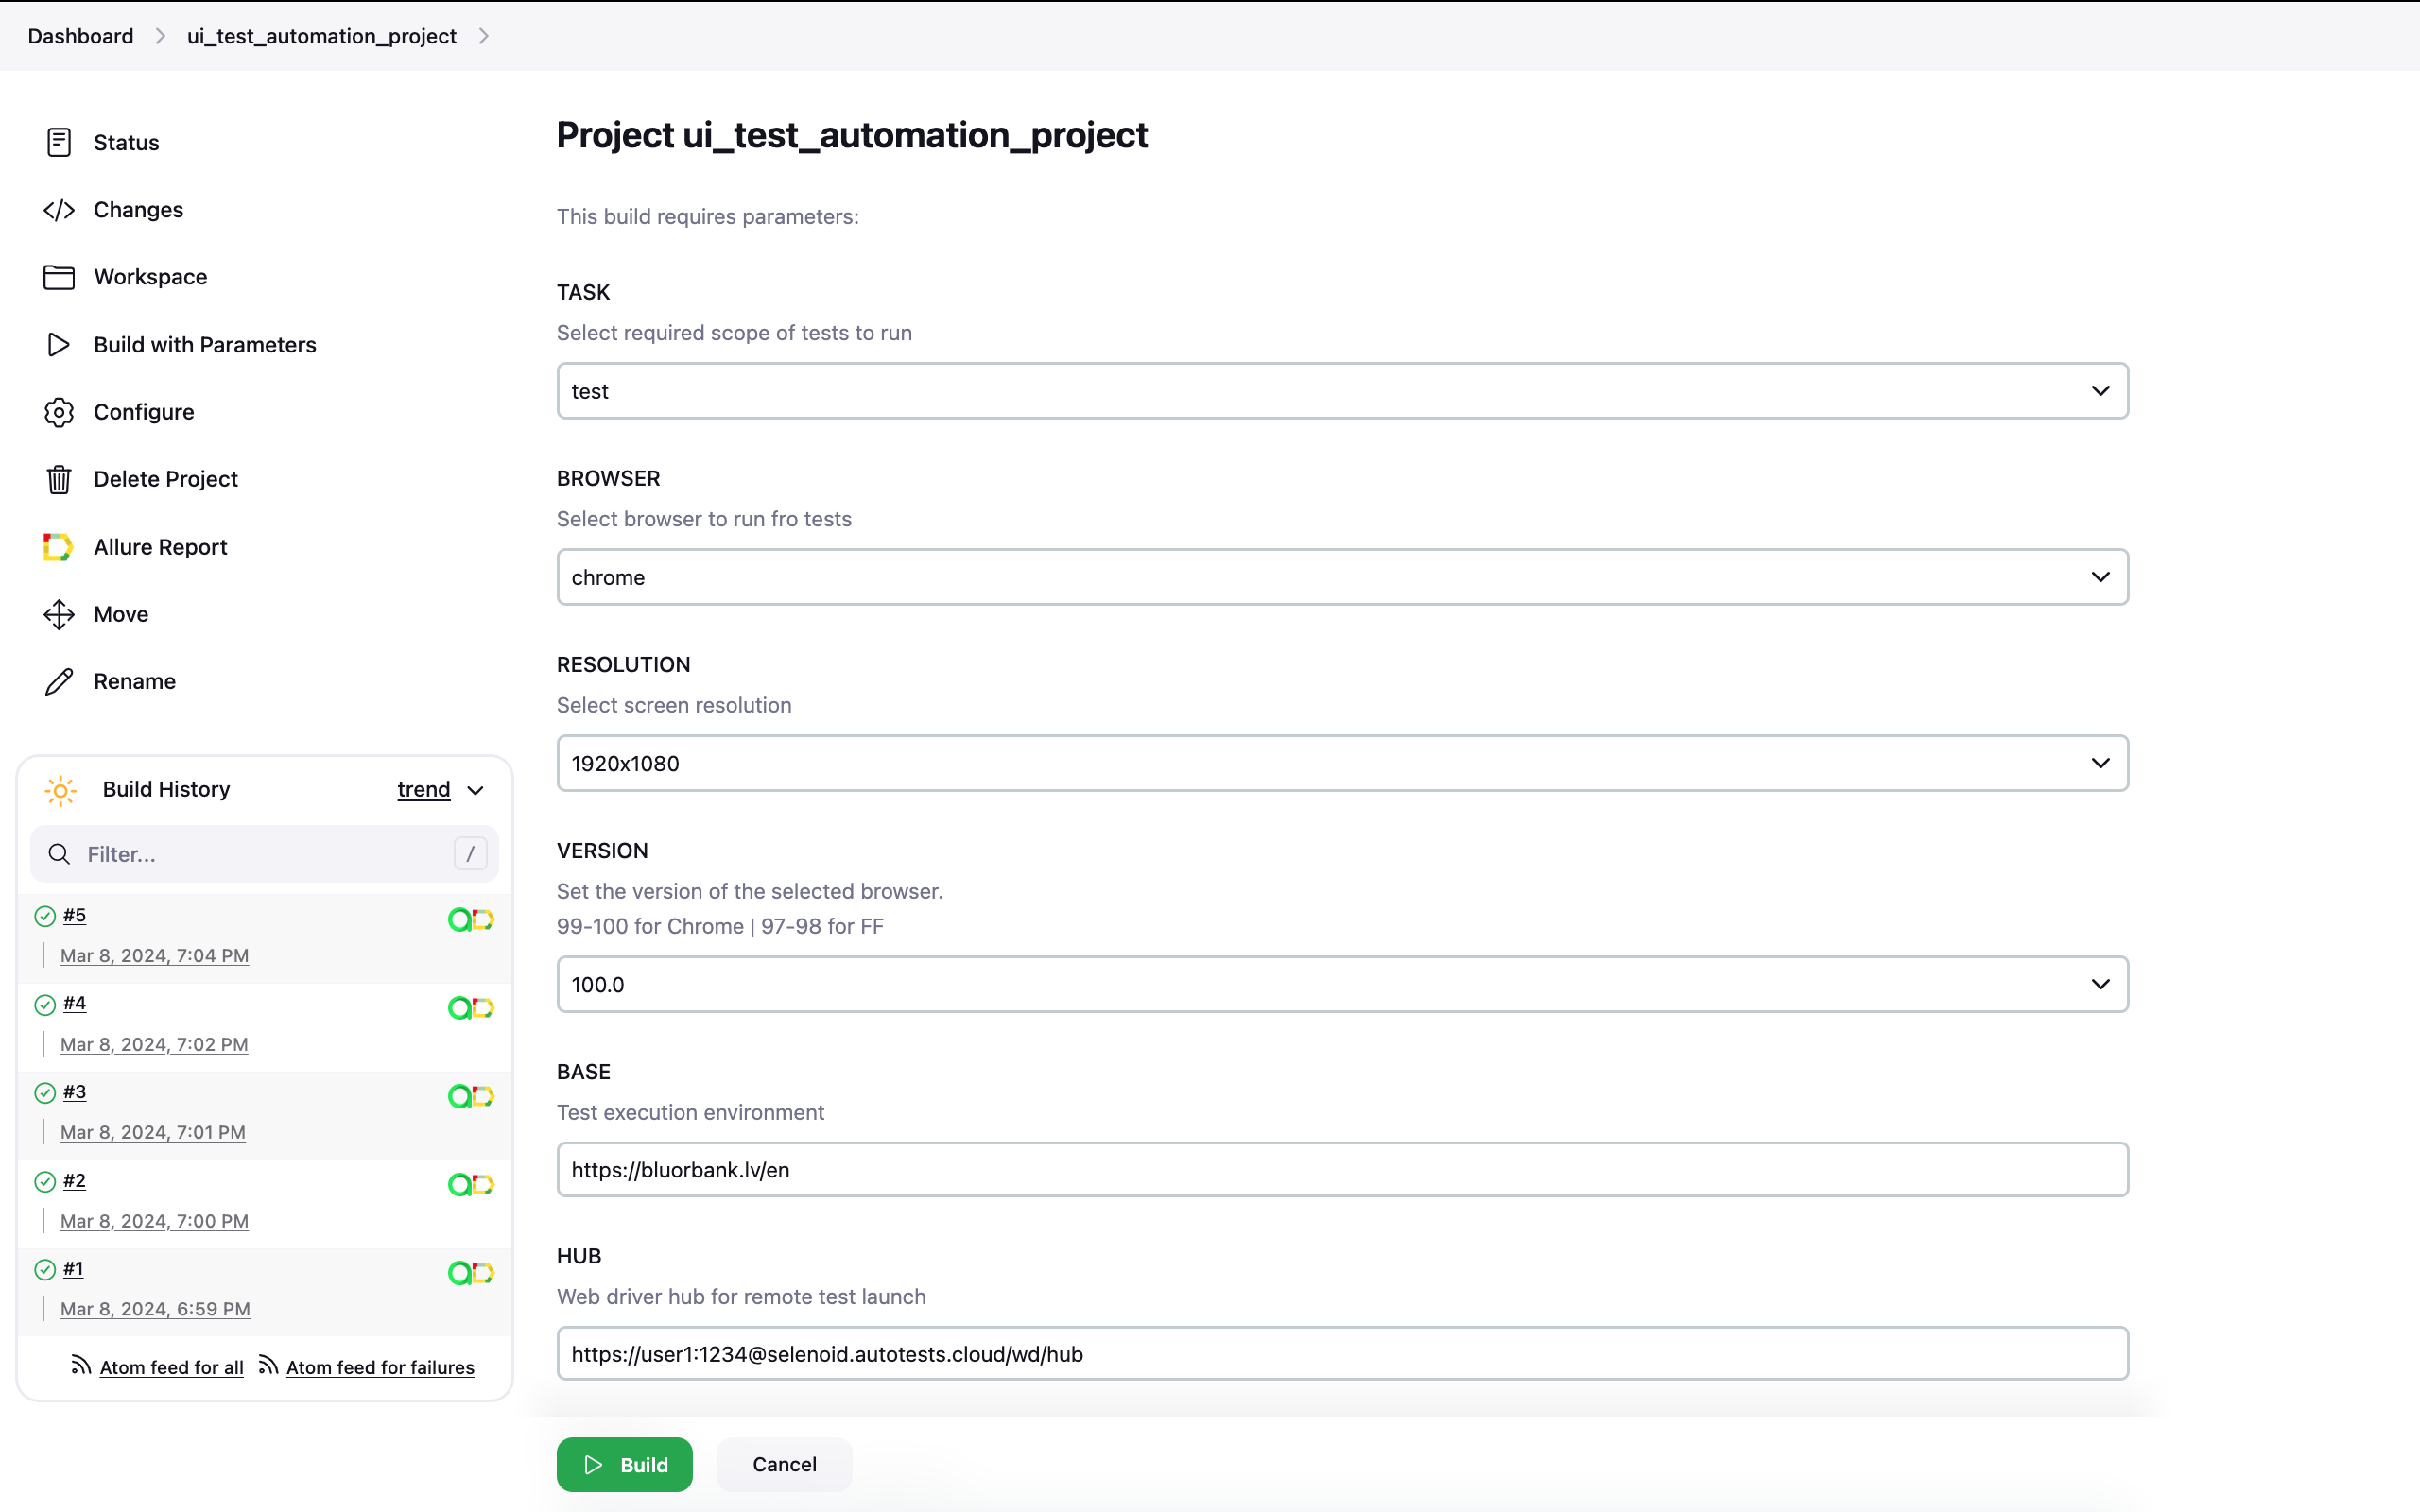 Dashboard
ui_test_automation_project
Status
Changes
Workspace
Build with Parameters
Configure
Delete Project
Allure Report
Move
Rename
Build History
trend
Filter...
/
#5
Mar 8, 2024, 7:04 PM
#4
Mar 8, 2024, 7:02 PM
#3
Mar 8, 2024, 7:01 PM
#2
Mar 8, 2024, 7:00 PM
#1
Mar 8, 2024, 6:59 PM
Atom feed for all
Atom feed for failures
Project ui_test_automation_project
This build requires parameters:
TASK
Select required scope of tests to run
test
BROWSER
Select browser to run fro tests
chrome
RESOLUTION
Select screen resolution
1920x1080
VERSION
Set the version of the selected browser.
99-100 for Chrome | 97-98 for FF
100.0
BASE
Test execution environment
https://bluorbank.lv/en
HUB
Web driver hub for remote test launch
https://user1:1234@selenoid.autotests.cloud/wd/hub
Build
Cancel